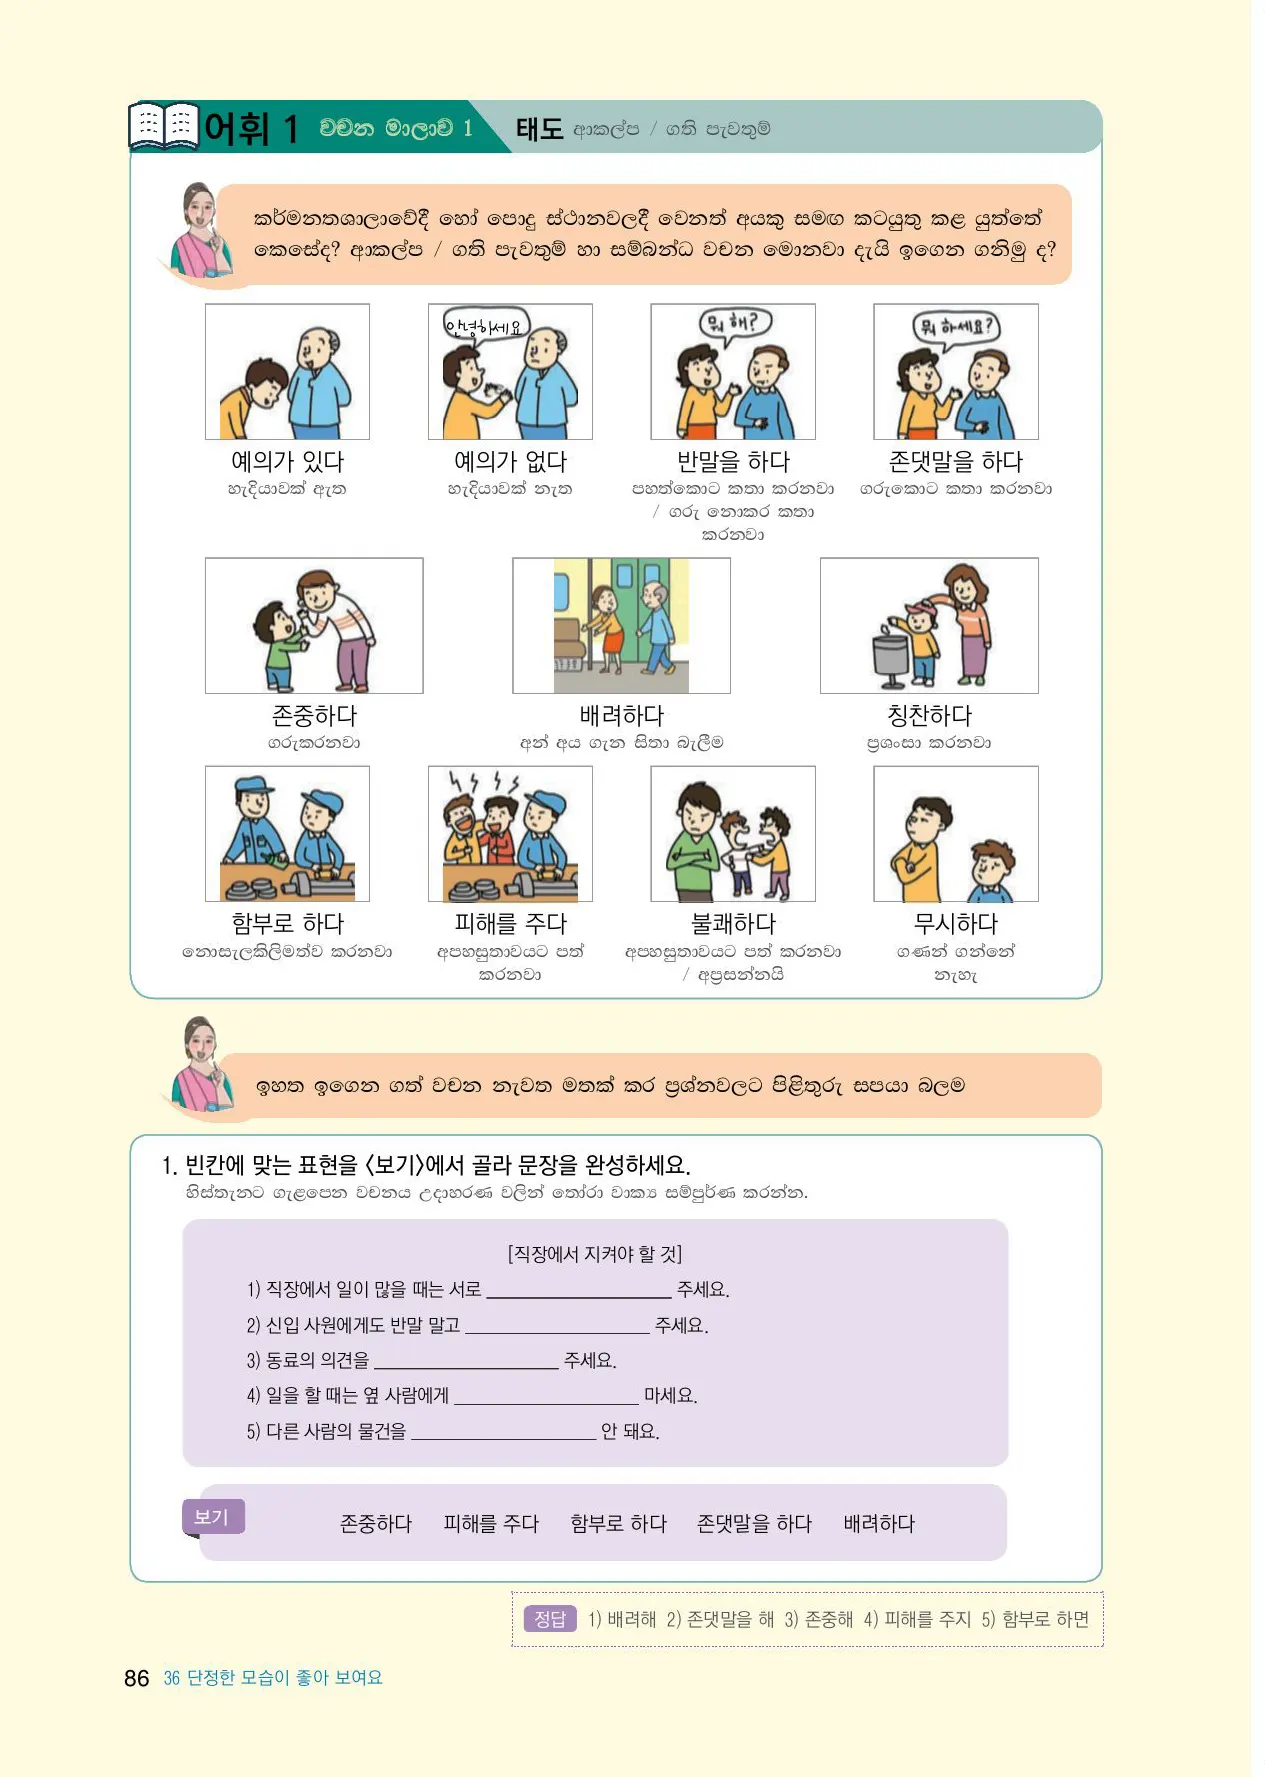 어휘 1 වචන මාලාව 1 태도 ආකල්ප / ගති පැවතුම්
කර්මනතශාලාවේදී හෝ පොදු ස්ථානවලදී වෙනත් අයකු සමඟ කටයුතු කළ යුත්තේ
කෙසේද? ආකල්ප / ගති පැවතුම් හා සම්බන්ධ වචන මොනවා දැයි ඉගෙන ගනිමු ද?
안녕하세요 뭐 해? 뭐 하세요?
예의가 있다 예의가 없다 반말을 하다 존댓말을 하다
හැදියාවක් ඇත හැදියාවක් නැත පහත්කොට කතා කරනවා ගරුකොට කතා කරනවා
/ ගරු නොකර කතා
කරනවා
존중하다 배려하다 칭찬하다
ගරුකරනවා අන් අය ගැන සිතා බැලීම ප්‍රශංසා කරනවා
함부로 하다 피해를 주다 불쾌하다 무시하다
නොසැලකිලිමත්ව කරනවා අපහසුතාවයට පත් අපහසුතාවයට පත් කරනවා ගණන් ගන්නේ
කරනවා / අප්‍රසන්නයි නැහැ
ඉහත ඉගෙන ගත් වචන නැවත මතක් කර ප්‍රශ්නවලට පිළිතුරු සපයා බලම
1. 빈칸에 맞는 표현을 〈보기〉에서 골라 문장을 완성하세요.
හිස්තැනට ගැළපෙන වචනය උදාහරණ වලින් තෝරා වාක්‍ය සම්පුර්ණ කරන්න.
[직장에서 지켜야 할 것]
1) 직장에서 일이 많을 때는 서로 ____________________ 주세요.
2) 신입 사원에게도 반말 말고 ____________________ 주세요.
3) 동료의 의견을 ____________________ 주세요.
4) 일을 할 때는 옆 사람에게 ____________________ 마세요.
5) 다른 사람의 물건을 ____________________ 안 돼요.
보기 존중하다 피해를 주다 함부로 하다 존댓말을 하다 배려하다
정답 1) 배려해 2) 존댓말을 해 3) 존중해 4) 피해를 주지 5) 함부로 하면
86 36 단정한 모습이 좋아 보여요